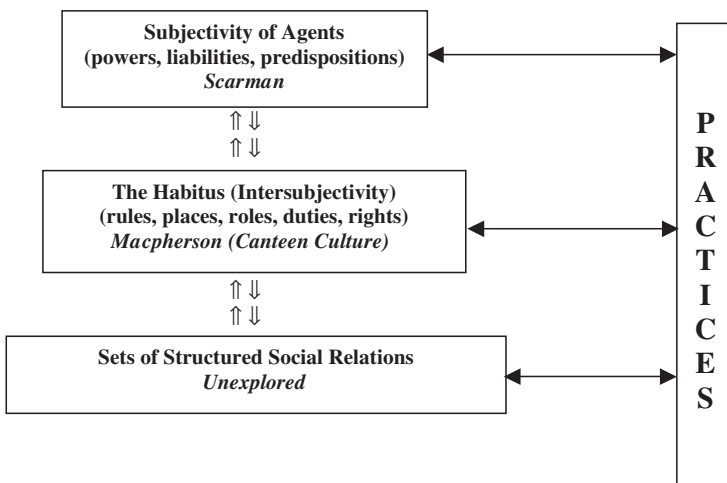 Subjectivity of Agents
(powers, liabilities, predispositions)
Scarman
⇑⇓
⇑⇓
The Habitus (Intersubjectivity)
(rules, places, roles, duties, rights)
Macpherson (Canteen Culture)
⇑⇓
⇑⇓
Sets of Structured Social Relations
Unexplored
P
R
A
C
T
I
C
E
S